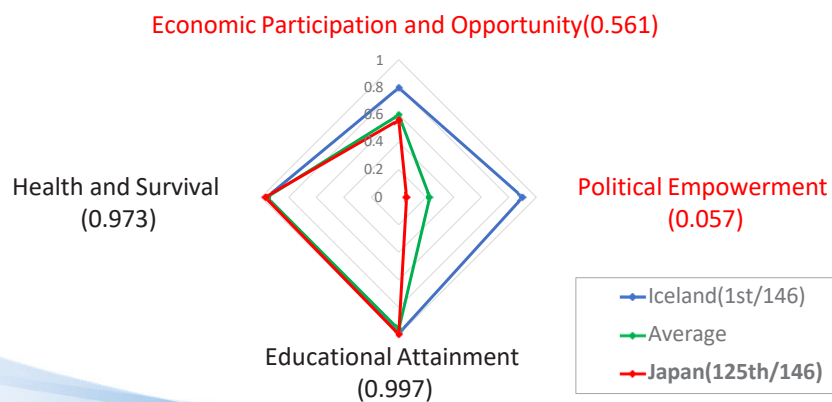 Economic Participation and Opportunity(0.561)
1
0.8
0.6
0.4
0.2
0
Health and Survival
(0.973)
Political Empowerment
(0.057)
Educational Attainment
(0.997)
Iceland(1st/146)
Average
Japan(125th/146)